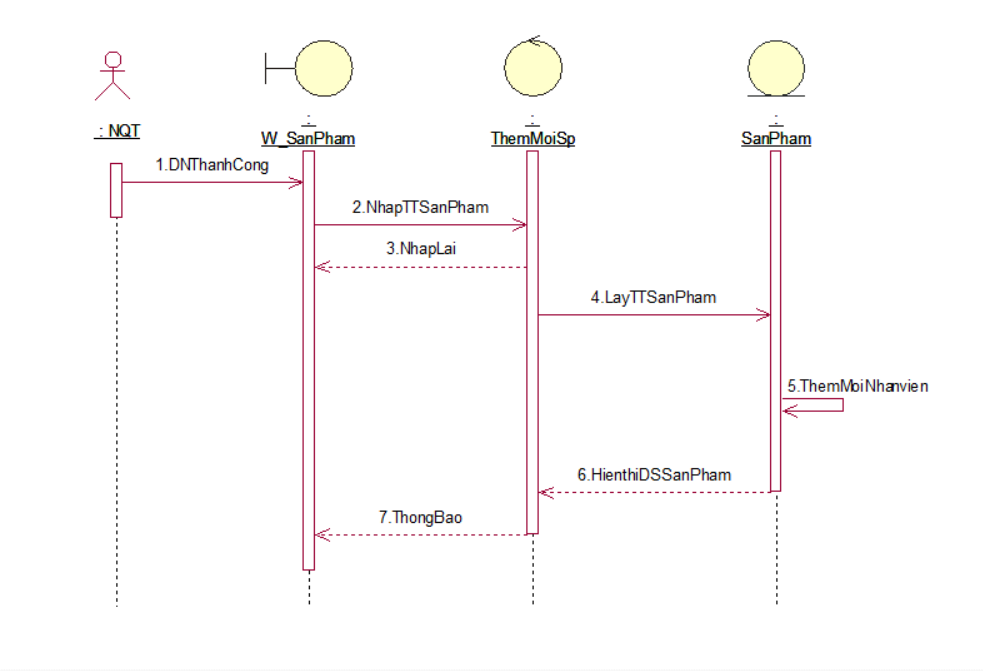 : NQT
:
W_SanPham
:
ThemMoiSp
:
SanPham
1.DNThanhCong
2.NhapTTSanPham
3.NhapLai
4.LayTTSanPham
5.ThemMoiNhanvien
6.HienthiDSSanPham
7.ThongBao